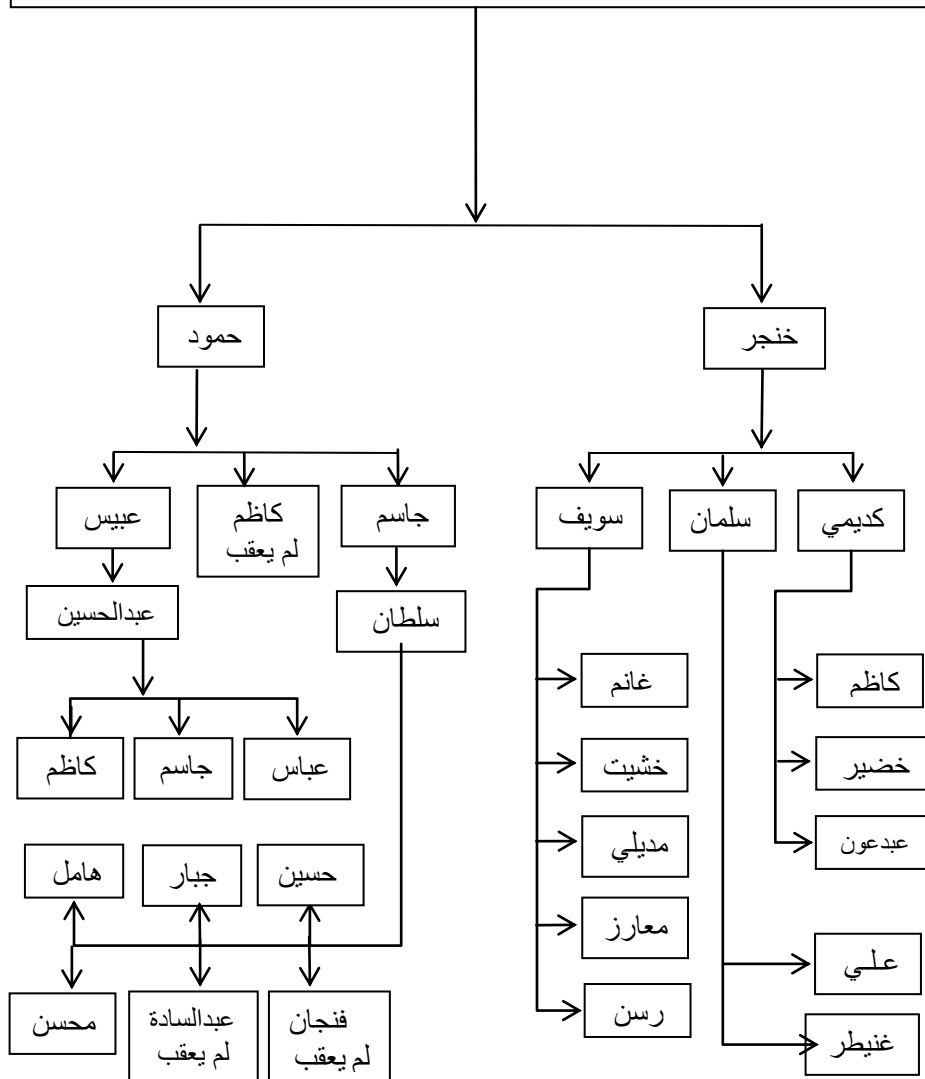 خنجر
حمود
كديمي
سلمان
سويف
جاسم
كاظم
لم يعقب
عبيس
سلطان
عبدالحسين
كاظم
خضير
عبدعون
علي
غنيطر
غانم
خشيت
مديلي
معارز
رسن
عباس
جاسم
كاظم
حسين
جبار
هامل
فنجان
لم يعقب
عبدالسادة
لم يعقب
محسن